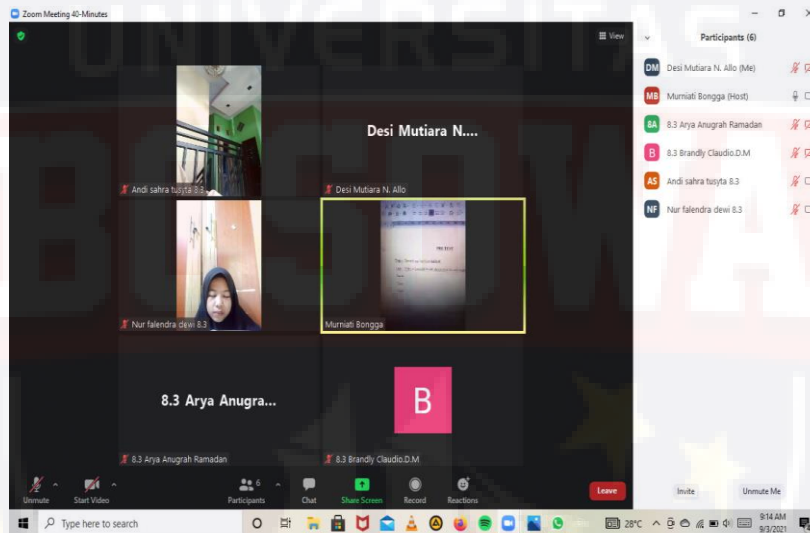 UNIVERSITAS
BOSOWA
Zoom Meeting 40-Minutes
View
Participants (6)
Andi sahra tusyta 8.3
Desi Mutiara N....
Desi Mutiara N. Allo
Nur falendra dewi 8.3
Murniati Bongga
8.3 Arya Anugra...
8.3 Arya Anugrah Ramadan
B
8.3 Brandly Claudio.D.M
DM Desi Mutiara N. Allo (Me)
MB Murniati Bongga (Host)
8A 8.3 Arya Anugrah Ramadan
B 8.3 Brandly Claudio.D.M
AS Andi sahra tusyta 8.3
NF Nur falendra dewi 8.3
Unmute
Start Video
6
Participants
Chat
Share Screen
Record
Reactions
Leave
Invite
Unmute Me
Type here to search
28°C
9:14 AM
9/3/2021